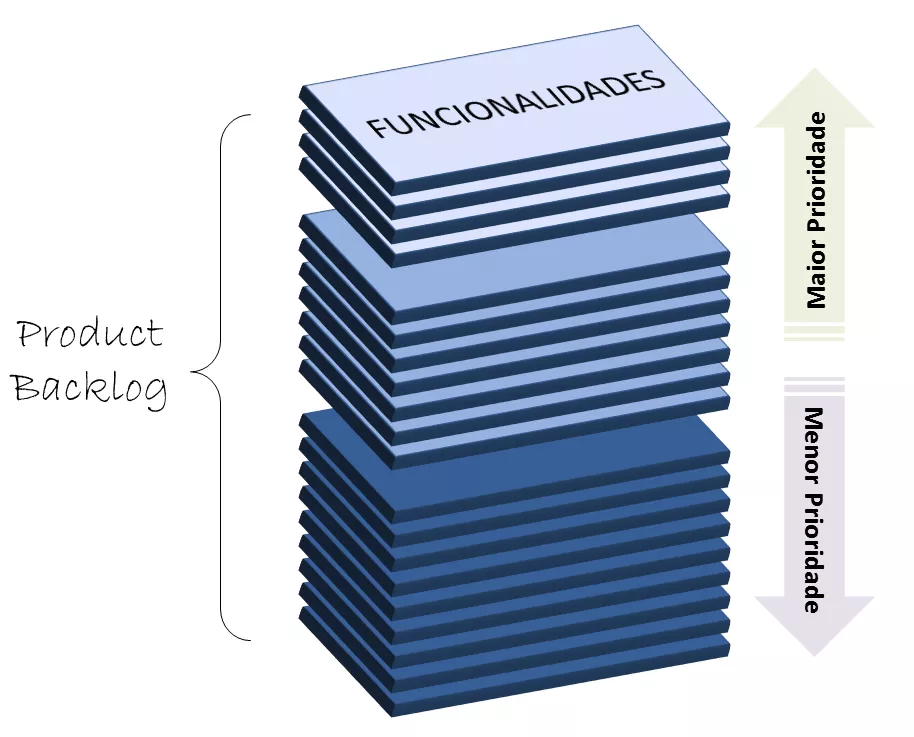 FUNCIONALIDADES
Product
Backlog
Maior Prioridade
Menor Prioridade